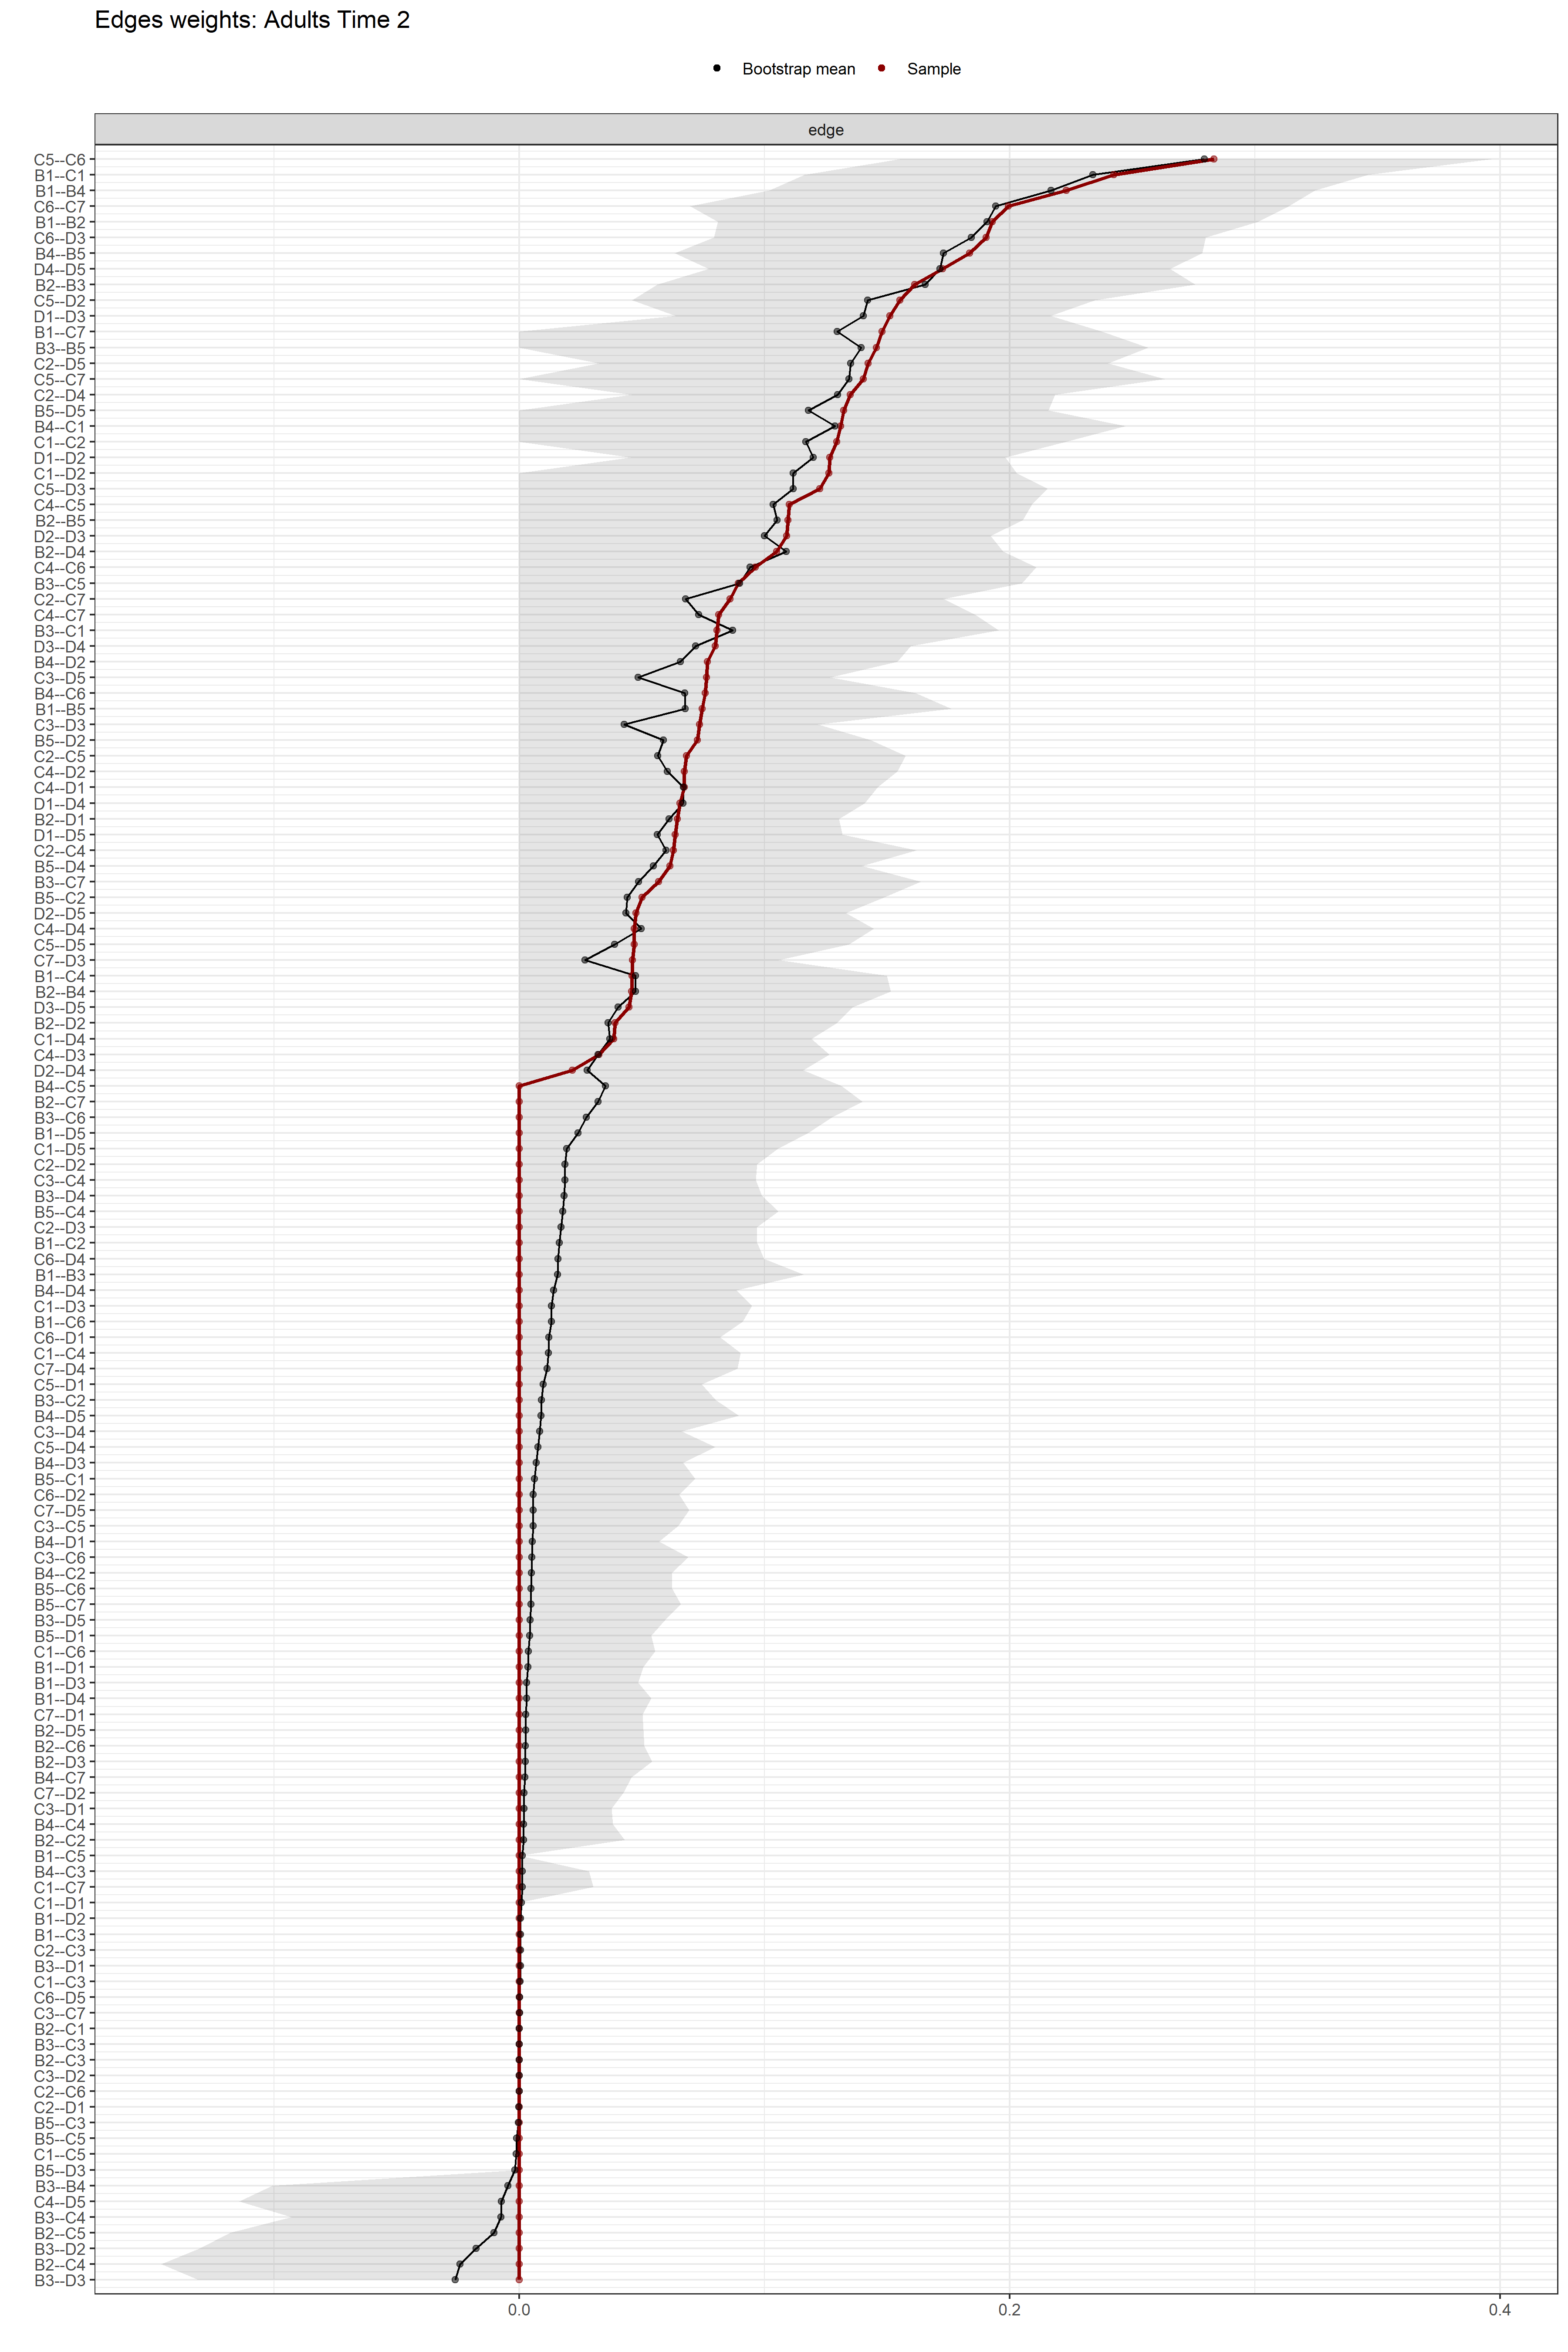 Edges weights: Adults Time 2
Bootstrap mean Sample
edge
C5--C6
B1--C1
B1--B4
C6--C7
B1--B2
C6--D3
B4--B5
D4--D5
B2--B3
C5--D2
D1--D3
B1--C7
B3--B5
C2--D5
C5--C7
C2--D4
B5--D5
B4--C1
C1--C2
D1--D2
C1--D2
C5--D3
C4--C5
B2--B5
D2--D3
B2--D4
C4--C6
B3--C5
C2--C7
C4--C7
B3--C1
D3--D4
B4--D2
C3--D5
B4--C6
B1--B5
C3--D3
B5--D2
C2--C5
C4--D2
C4--D1
D1--D4
B2--D1
D1--D5
C2--C4
B5--D4
B3--C7
B5--C2
D2--D5
C4--D4
C5--D5
C7--D3
B1--C4
B2--B4
D3--D5
B2--D2
C1--D4
C4--D3
D2--D4
B4--C5
B2--C7
B3--C6
B1--D5
C1--D5
C2--D2
C3--C4
B3--D4
B5--C4
C2--D3
B1--C2
C6--D4
B1--B3
B4--D4
C1--D3
B1--C6
C6--D1
C1--C4
C7--D4
C5--D1
B3--C2
B4--D5
C3--D4
C5--D4
B4--D3
B5--C1
C6--D2
C7--D5
C3--C5
B4--D1
C3--C6
B4--C2
B5--C6
B5--C7
B3--D5
B5--D1
C1--C6
B1--D1
B1--D3
B1--D4
C7--D1
B2--D5
B2--C6
B2--D3
B4--C7
C7--D2
C3--D1
B4--C4
B2--C2
B1--C5
B4--C3
C1--C7
C1--D1
B1--D2
B1--C3
C2--C3
B3--D1
C1--C3
C6--D5
C3--C7
B2--C1
B3--C3
B2--C3
C3--D2
C2--C6
C2--D1
B5--C3
B5--C5
C1--C5
B5--D3
B3--B4
C4--D5
B3--C4
B2--C5
B3--D2
B2--C4
B3--D3
0.0 0.2 0.4